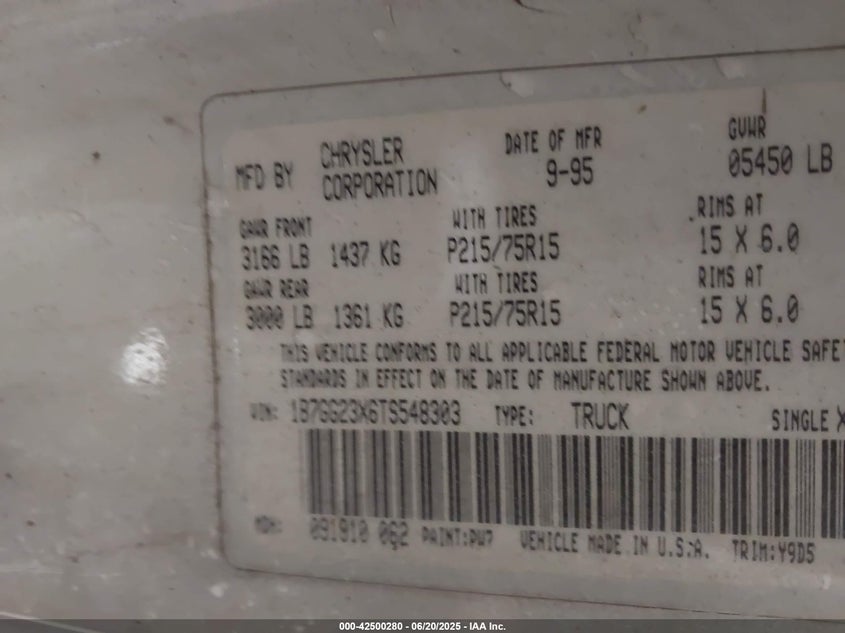 MFD BY CHRYSLER CORPORATION DATE OF MFR 9-95 GVWR 05450 LB
GAWR FRONT WITH TIRES RIMS AT
3166 LB 1437 KG P215/75R15 15 X 6.0
GAWR REAR WITH TIRES RIMS AT
3000 LB 1361 KG P215/75R15 15 X 6.0
THIS VEHICLE CONFORMS TO ALL APPLICABLE FEDERAL MOTOR VEHICLE SAFET
STANDARDS IN EFFECT ON THE DATE OF MANUFACTURE SHOWN ABOVE.
VIN: 1B7GG23X6TS548303 TYPE: TRUCK SINGLE X
MDH: 091910 062 PAINT:PW7 VEHICLE MADE IN U.S.A. TRIM:Y9D5
000-42500280 - 06/20/2025 - IAA Inc.